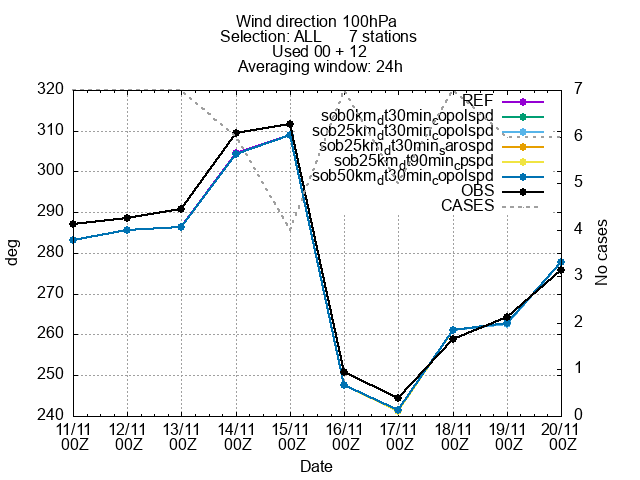 Wind direction 100hPa
Selection: ALL 7 stations
Used 00 + 12
Averaging window: 24h
320
310
300
290
280
270
260
250
240
deg
7
6
5
4
3
2
1
0
No cases
REF
sob0km_dt30min_copolspd
sob25km_dt30min_copolspd
sob25km_dt30min_sarospd
sob25km_dt90min_cpspd
sob50km_dt30min_copolspd
OBS
CASES
11/11 12/11 13/11 14/11 15/11 16/11 17/11 18/11 19/11 20/11
00Z 00Z 00Z 00Z 00Z 00Z 00Z 00Z 00Z 00Z
Date